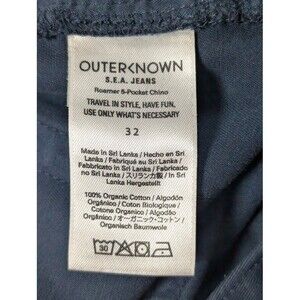 OUTERKNOWN
S.E.A. JEANS
Roamer 5-Pocket Chino
TRAVEL IN STYLE, HAVE FUN,
USE ONLY WHAT'S NECESSARY
32
Made in Sri Lanka / Hecho en Sri
Lanka / Fabriqué au Sri Lanka /
Fabbricato in Sri Lanka / Fabricado
no Sri Lanka / スリランカ製 / In Sri
Lanka Hergestellt
100% Organic Cotton / Algodón
Orgánico / Coton Biologique /
Cotone Organico / Algodão
Orgânico / オーガニック・コットン /
Organisch Baumwole
30